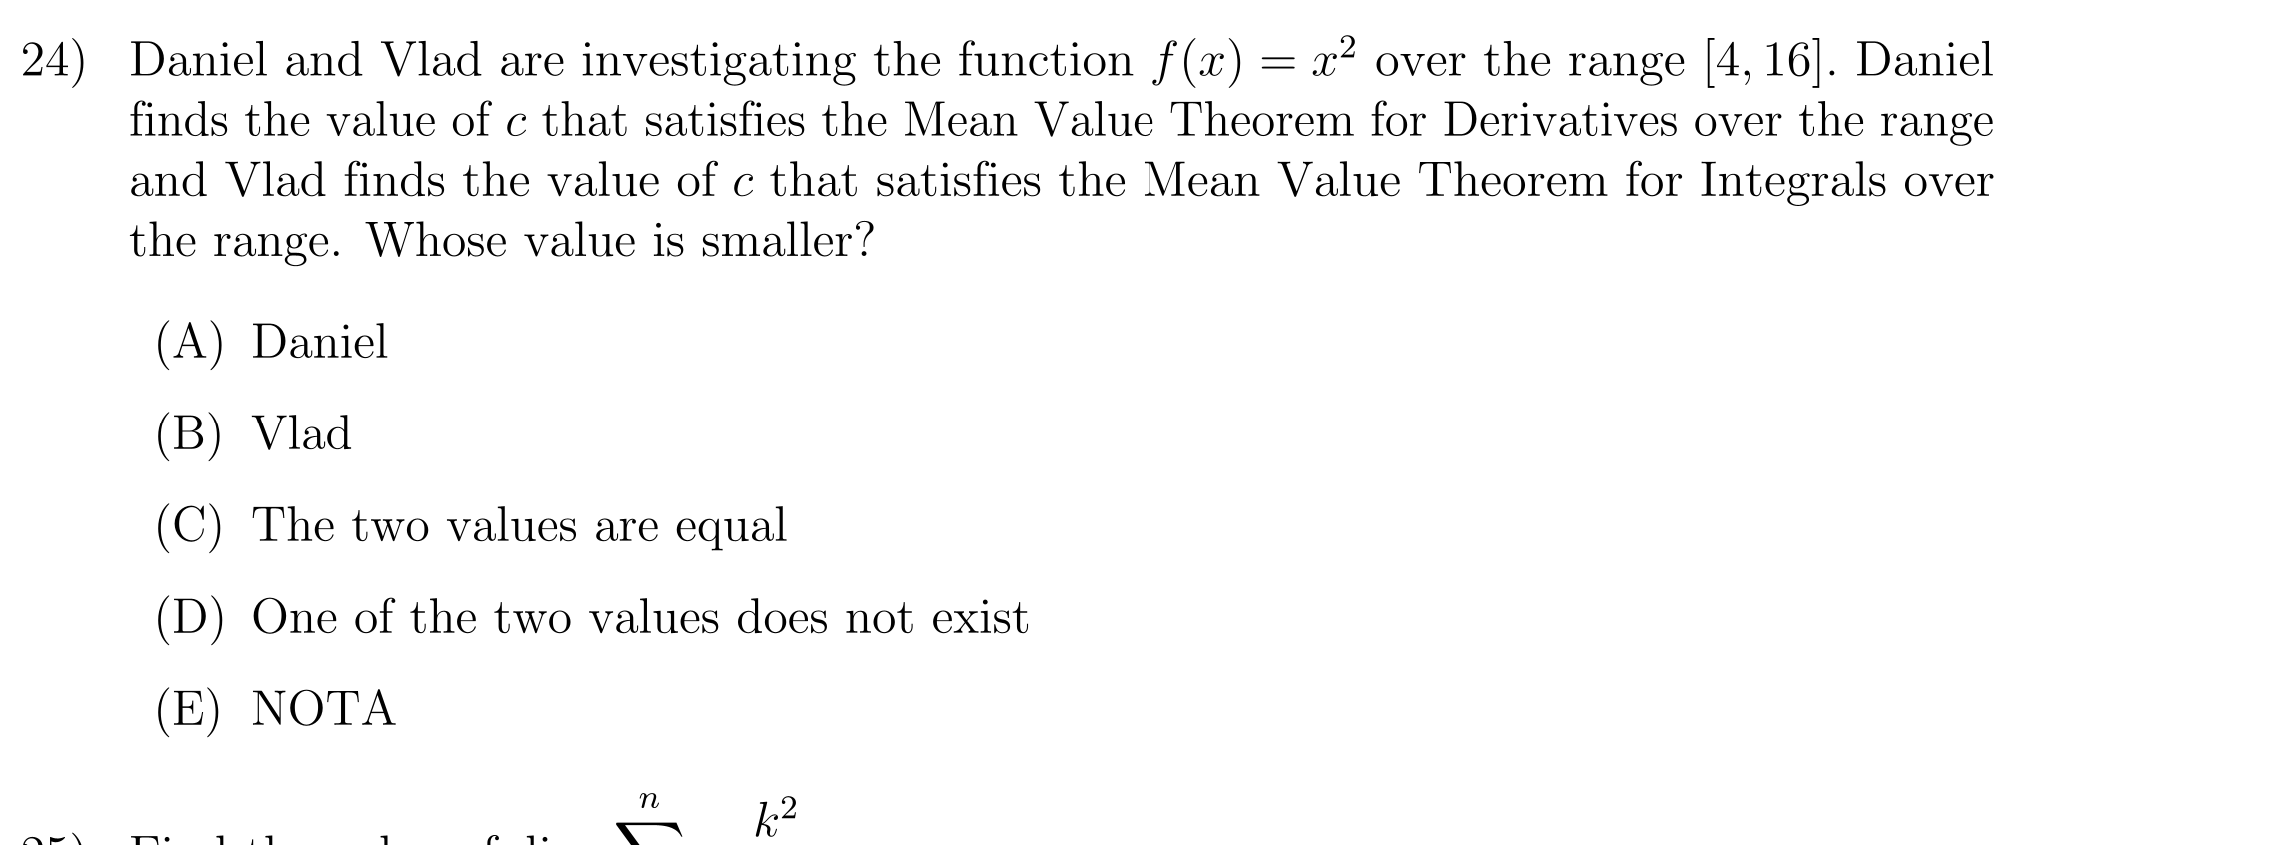 24) Daniel and Vlad are investigating the function f(x) = x² over the range [4, 16]. Daniel
finds the value of c that satisfies the Mean Value Theorem for Derivatives over the range
and Vlad finds the value of c that satisfies the Mean Value Theorem for Integrals over
the range. Whose value is smaller?
(A) Daniel
(B) Vlad
(C) The two values are equal
(D) One of the two values does not exist
(E) NOTA
n k²